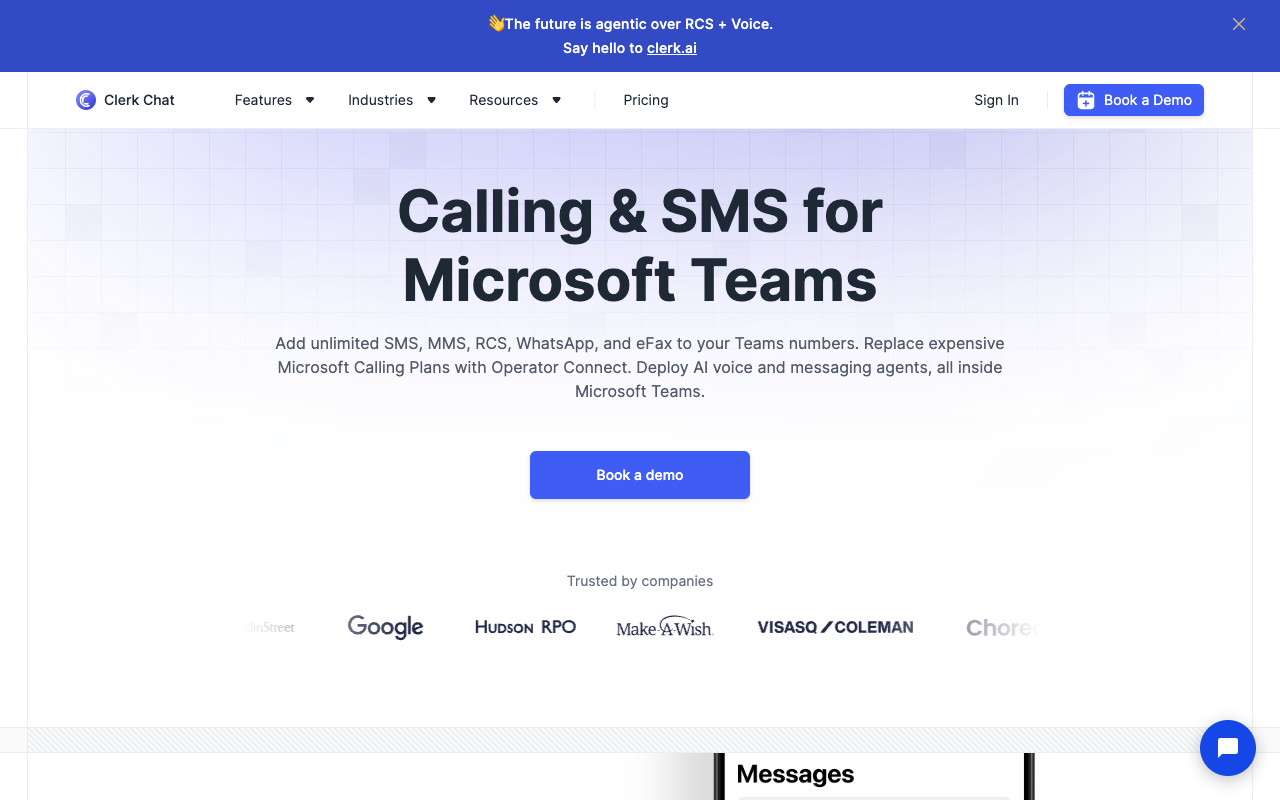 👋The future is agentic over RCS + Voice.
Say hello to clerk.ai
Clerk Chat
Features
Industries
Resources
Pricing
Sign In
Book a Demo
Calling & SMS for
Microsoft Teams
Add unlimited SMS, MMS, RCS, WhatsApp, and eFax to your Teams numbers. Replace expensive
Microsoft Calling Plans with Operator Connect. Deploy AI voice and messaging agents, all inside
Microsoft Teams.
Book a demo
Trusted by companies
Google
HUDSON RPO
Make-A-Wish
VISASQ COLEMAN
Messages